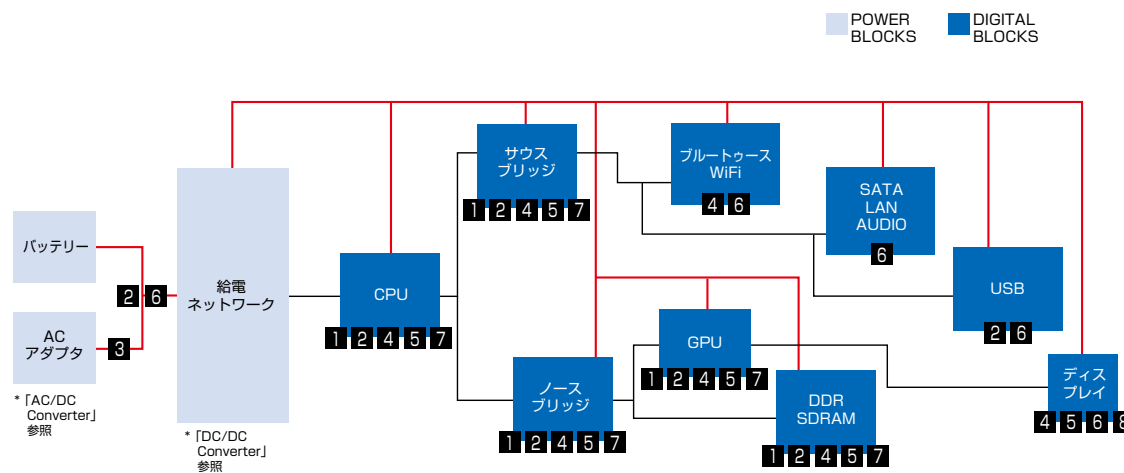 POWER
BLOCKS
DIGITAL
BLOCKS
サウス
ブリッジ
1 2 4 5 7
ブルートゥース
WiFi
4 6
SATA
LAN
AUDIO
6
バッテリー
2 6
給電
ネットワーク
CPU
1 2 4 5 7
USB
2 6
AC
アダプタ
3
GPU
1 2 4 5 7
ノース
ブリッジ
1 2 4 5 7
DDR
SDRAM
1 2 4 5 7
ディス
プレイ
4 5 6 8
*「AC/DC
Converter」
参照
*「DC/DC
Converter」
参照